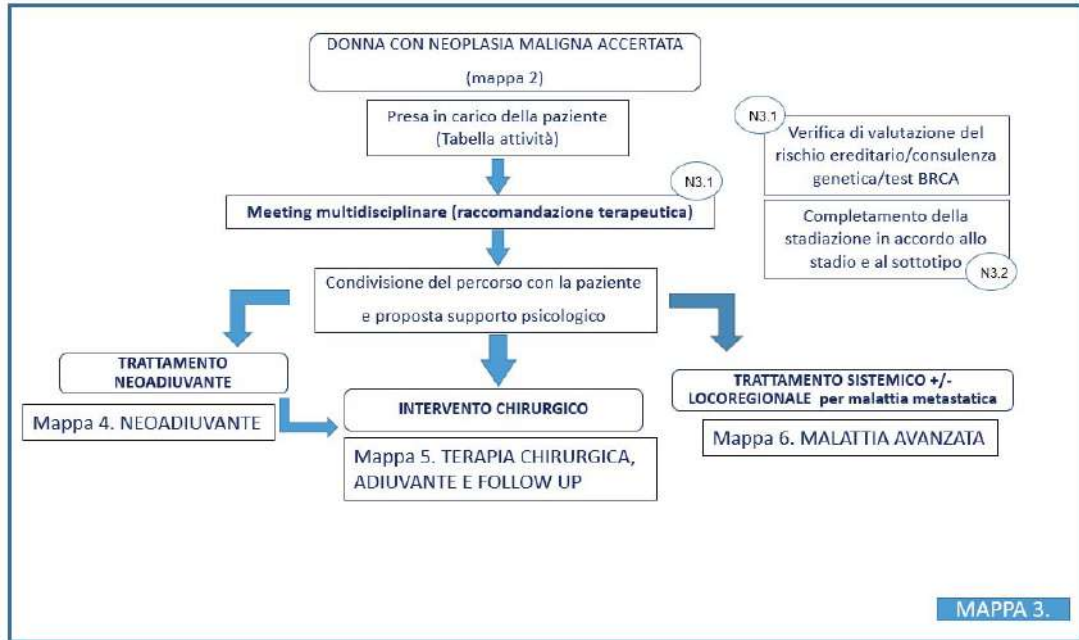 DONNA CON NEOPLASIA MALIGNA ACCERTATA
(mappa 2)
Presa in carico della paziente
(Tabella attività)
N3.1
Verifica di valutazione del
rischio ereditario/consulenza
genetica/test BRCA
N3.1
Meeting multidisciplinare (raccomandazione terapeutica)
Completamento della
stadiazione in accordo allo
stadio e al sottotipo
N3.2
Condivisione del percorso con la paziente
e proposta supporto psicologico
TRATTAMENTO
NEOADIUVANTE
Mappa 4. NEOADIUVANTE
INTERVENTO CHIRURGICO
Mappa 5. TERAPIA CHIRURGICA,
ADIUVANTE E FOLLOW UP
TRATTAMENTO SISTEMICO +/-
LOCOREGIONALE per malattia metastatica
Mappa 6. MALATTIA AVANZATA
MAPPA 3.